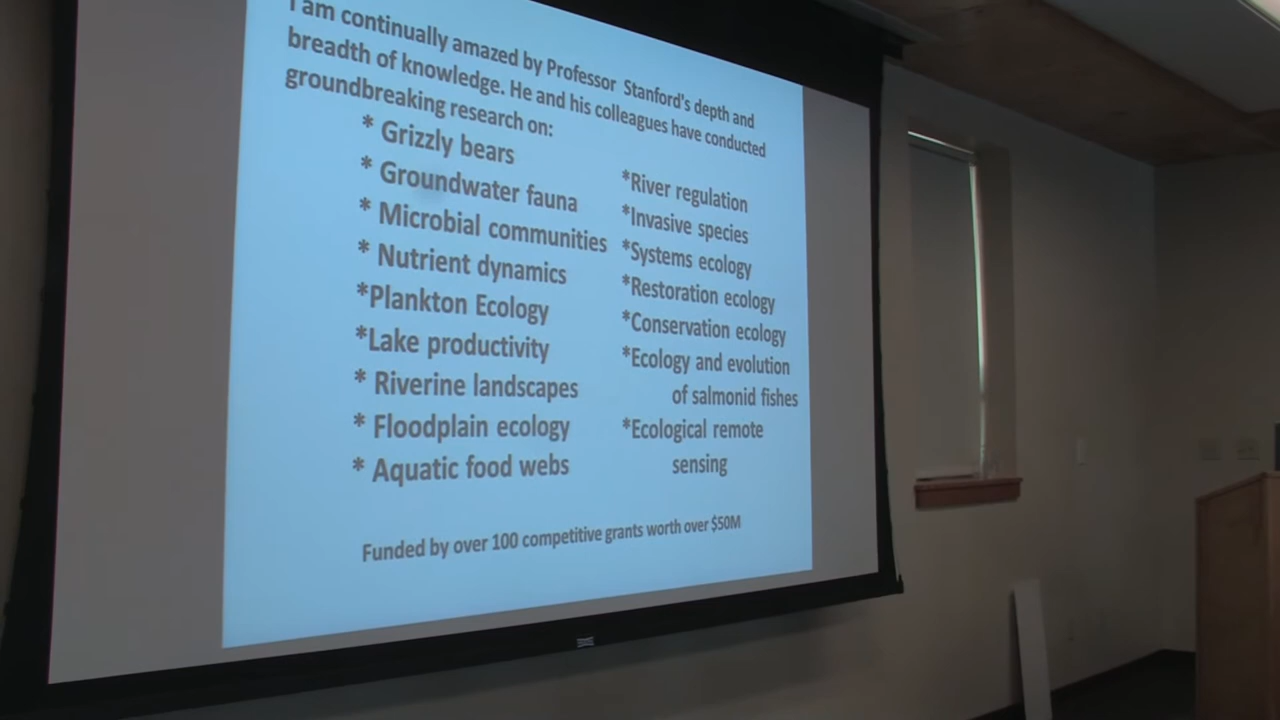 I am continually amazed by Professor Stanford's depth and
breadth of knowledge. He and his colleagues have conducted
groundbreaking research on:
* Grizzly bears
* Groundwater fauna
* Microbial communities
* Nutrient dynamics
*Plankton Ecology
*Lake productivity
* Riverine landscapes
* Floodplain ecology
* Aquatic food webs
*River regulation
*Invasive species
*Systems ecology
*Restoration ecology
*Conservation ecology
*Ecology and evolution
of salmonid fishes
*Ecological remote
sensing
Funded by over 100 competitive grants worth over $50M